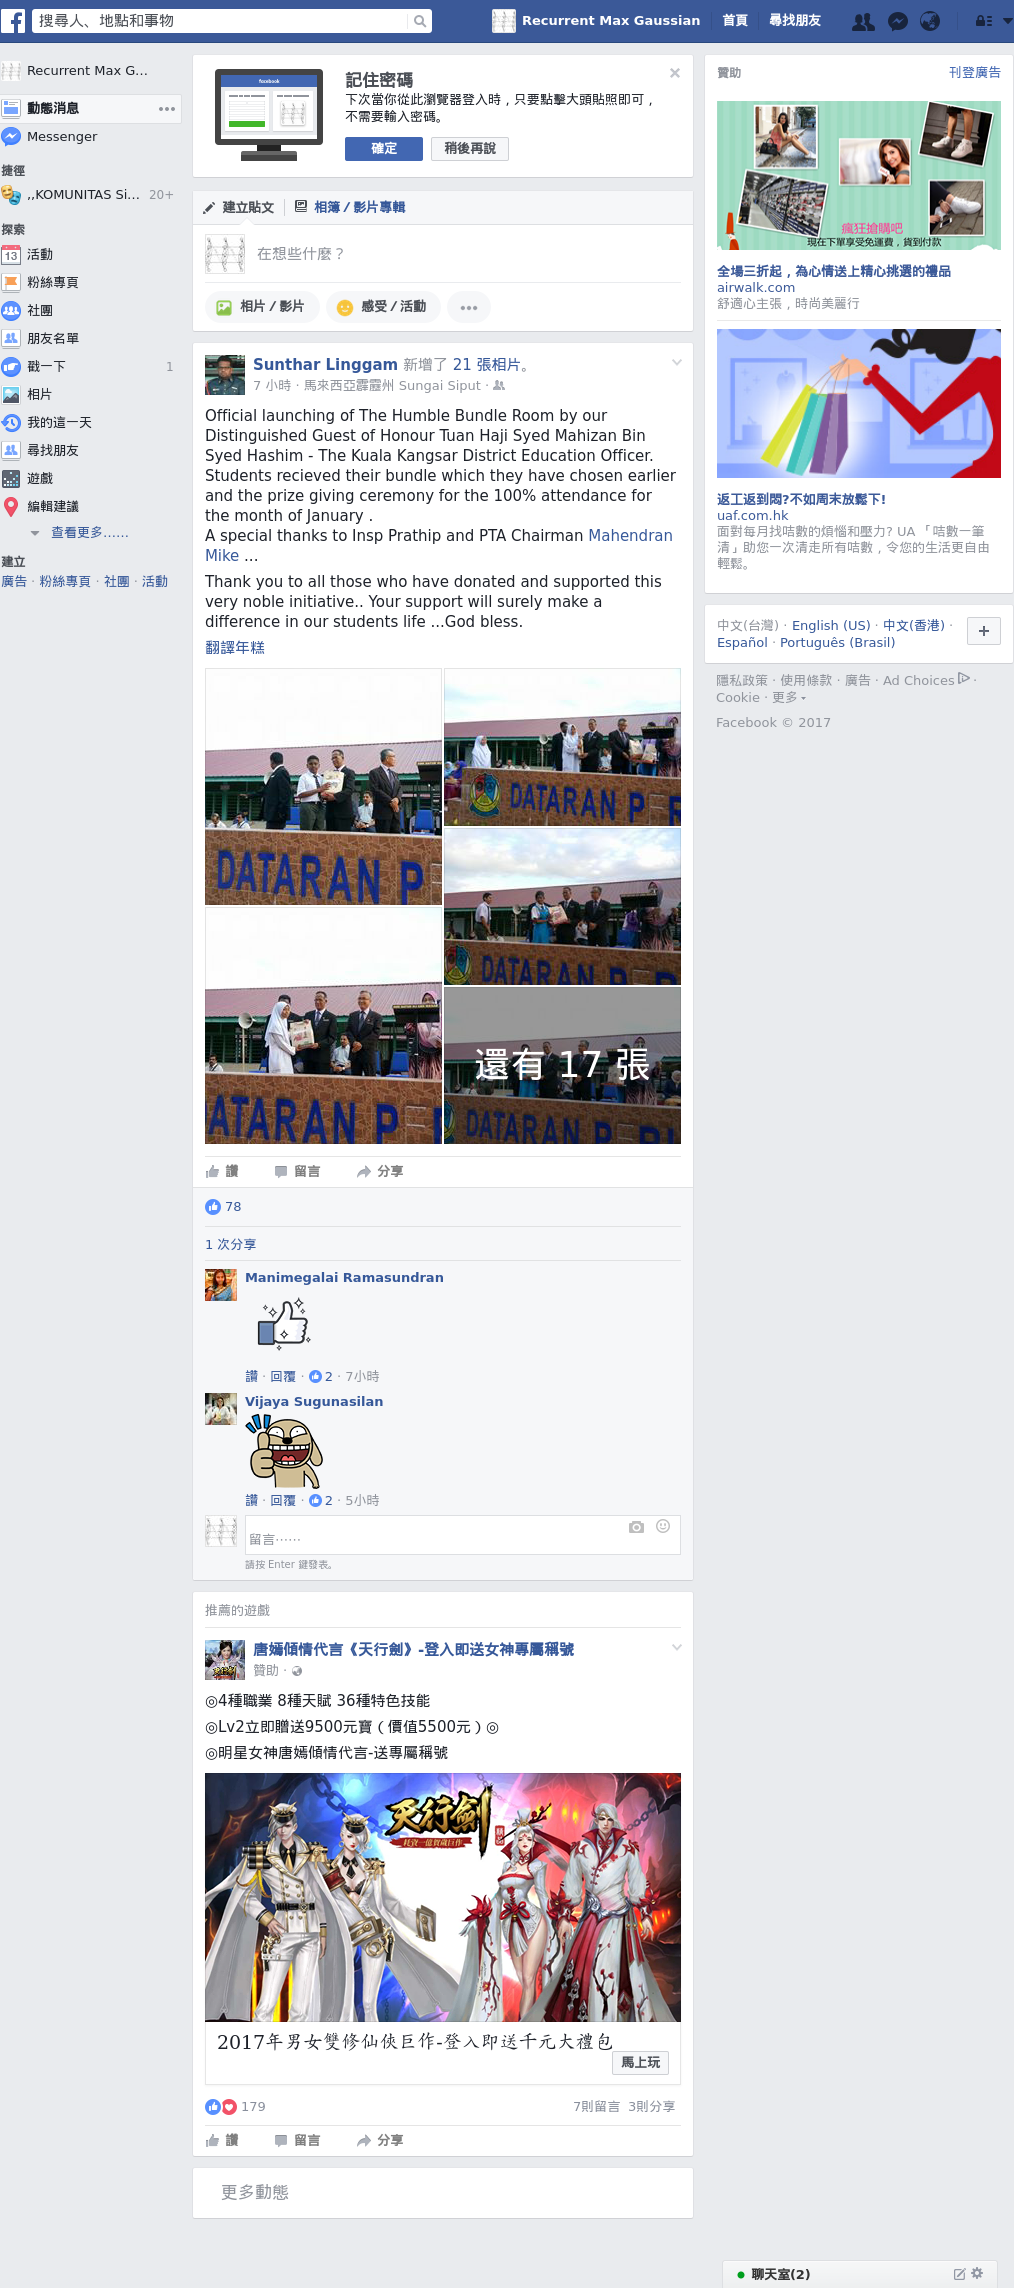 搜尋人、地點和事物
Recurrent Max Gaussian
首頁
尋找朋友
Recurrent Max G...
動態消息
Messenger
捷徑
,,KOMUNITAS Si... 20+
探索
活動
粉絲專頁
社團
朋友名單
戳一下 1
相片
我的這一天
尋找朋友
遊戲
編輯建議
查看更多......
建立
廣告 · 粉絲專頁 · 社團 · 活動
facebook
記住密碼
下次當你從此瀏覽器登入時，只要點擊大頭貼照即可，
不需要輸入密碼。
確定
稍後再說
建立貼文
相簿 / 影片專輯
在想些什麼？
相片 / 影片
感受 / 活動
Sunthar Linggam 新增了 21 張相片。
7 小時 · 馬來西亞霹靂州 Sungai Siput ·
Official launching of The Humble Bundle Room by our
Distinguished Guest of Honour Tuan Haji Syed Mahizan Bin
Syed Hashim - The Kuala Kangsar District Education Officer.
Students recieved their bundle which they have chosen earlier
and the prize giving ceremony for the 100% attendance for
the month of January .
A special thanks to Insp Prathip and PTA Chairman Mahendran
Mike ...
Thank you to all those who have donated and supported this
very noble initiative.. Your support will surely make a
difference in our students life ...God bless.
翻譯年糕
DATARAN P
DATARAN PER
DATARAN PER
ATARAN PER
DATARAN PER
還有 17 張
讚
留言
分享
78
1 次分享
Manimegalai Ramasundran
讚 · 回覆 · 2 · 7小時
Vijaya Sugunasilan
讚 · 回覆 · 2 · 5小時
留言……
請按 Enter 鍵發表。
推薦的遊戲
唐嫣傾情代言《天行劍》-登入即送女神專屬稱號
贊助 ·
◎4種職業 8種天賦 36種特色技能
◎Lv2立即贈送9500元寶（價值5500元）◎
◎明星女神唐嫣傾情代言-送專屬稱號
天行劍
耗資一億賀歲巨作
2017年男女雙修仙俠巨作-登入即送千元大禮包
馬上玩
179
7則留言 3則分享
讚
留言
分享
更多動態
贊助
刊登廣告
13
瘋狂搶購吧
現在下單享受免運費，貨到付款
全場三折起，為心情送上精心挑選的禮品
airwalk.com
舒適心主張，時尚美麗行
返工返到悶?不如周末放鬆下!
uaf.com.hk
面對每月找咭數的煩惱和壓力? UA 「咭數一筆
清」助您一次清走所有咭數，令您的生活更自由
輕鬆。
中文(台灣) · English (US) · 中文(香港) ·
Español · Português (Brasil)
隱私政策 · 使用條款 · 廣告 · Ad Choices ·
Cookie · 更多
Facebook © 2017
聊天室(2)